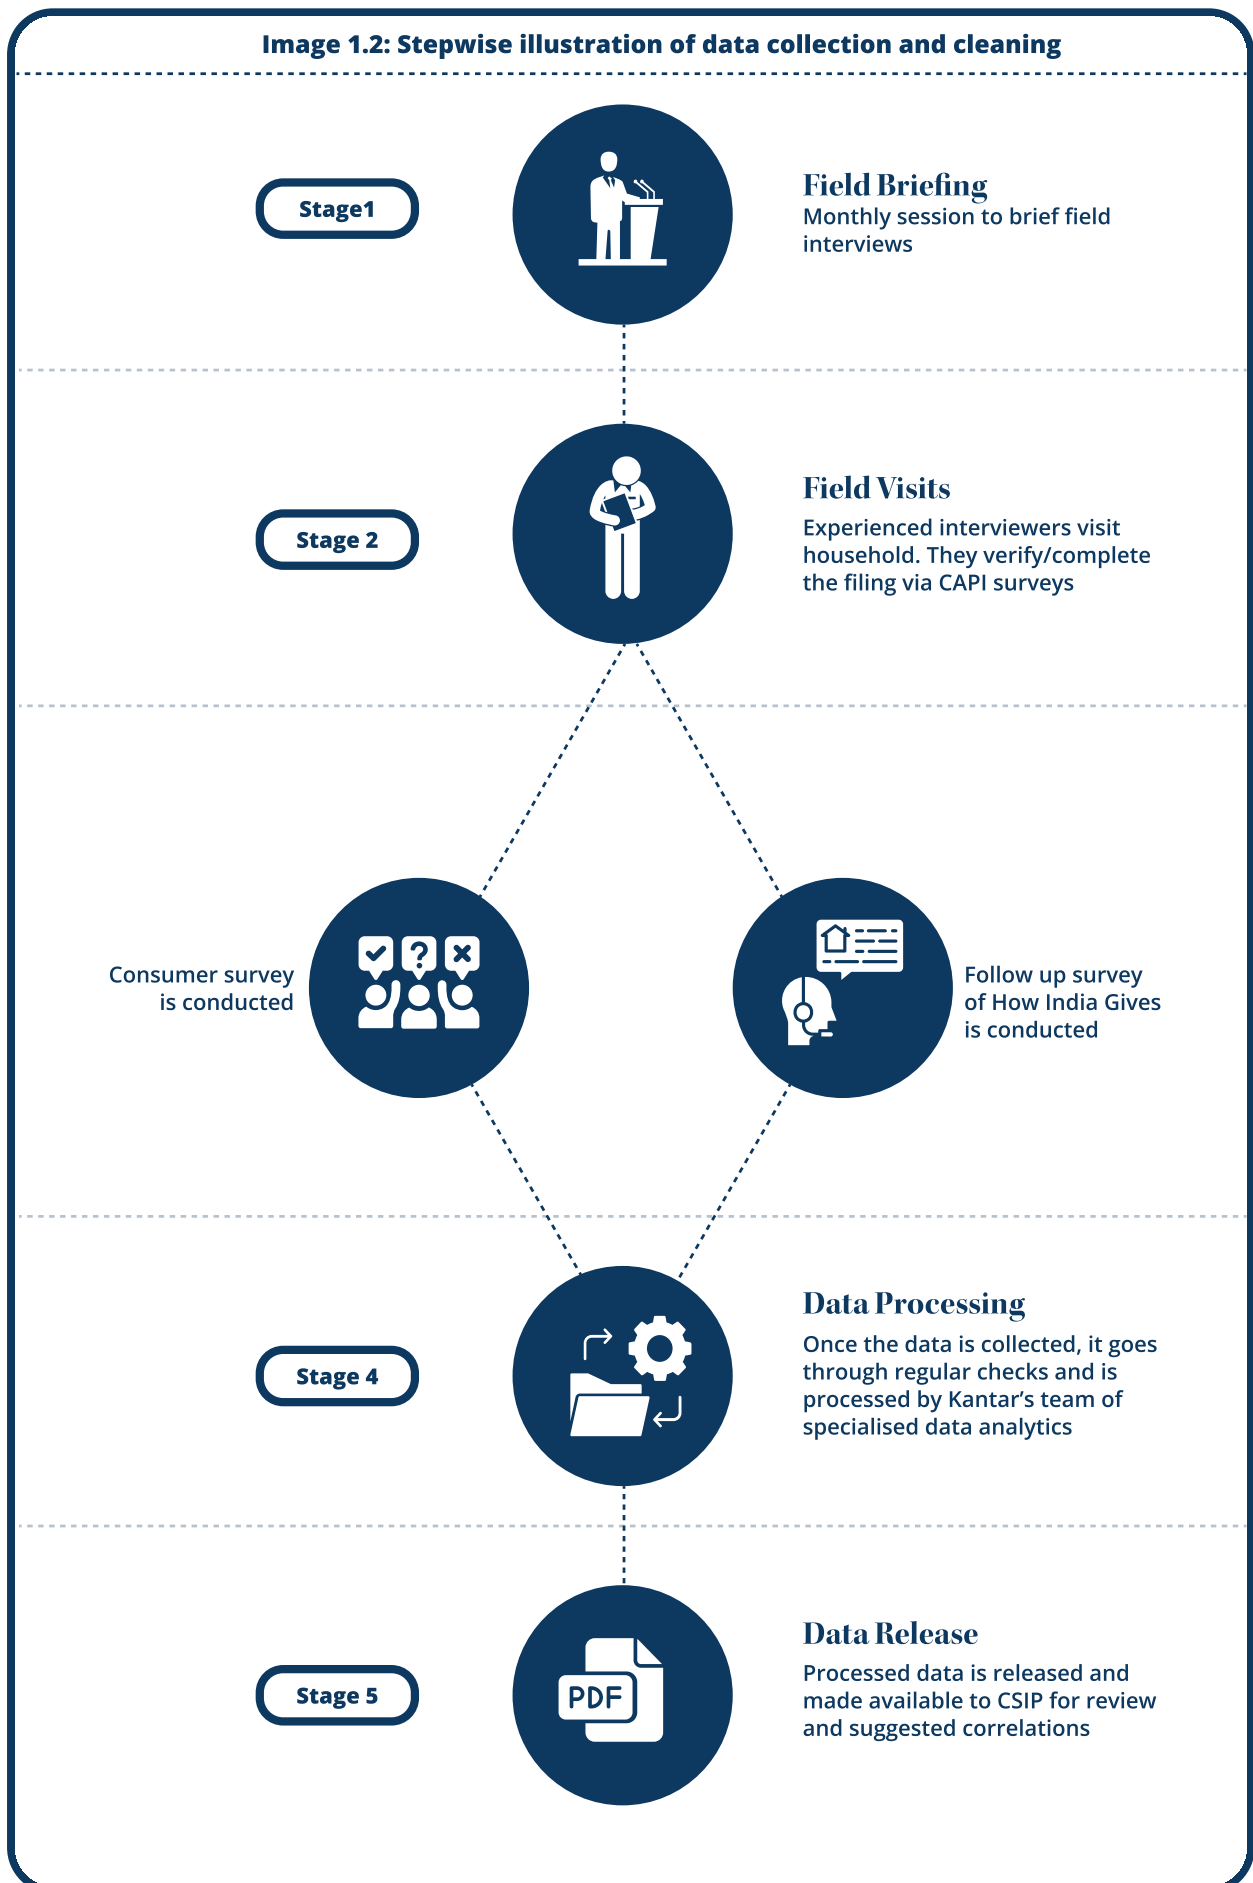 Image 1.2: Stepwise illustration of data collection and cleaning
Stage1
Field Briefing
Monthly session to brief field
interviews
Stage 2
Field Visits
Experienced interviewers visit
household. They verify/complete
the filing via CAPI surveys
Consumer survey
is conducted
Follow up survey
of How India Gives
is conducted
Stage 4
Data Processing
Once the data is collected, it goes
through regular checks and is
processed by Kantar’s team of
specialised data analytics
Stage 5
PDF
Data Release
Processed data is released and
made available to CSIP for review
and suggested correlations